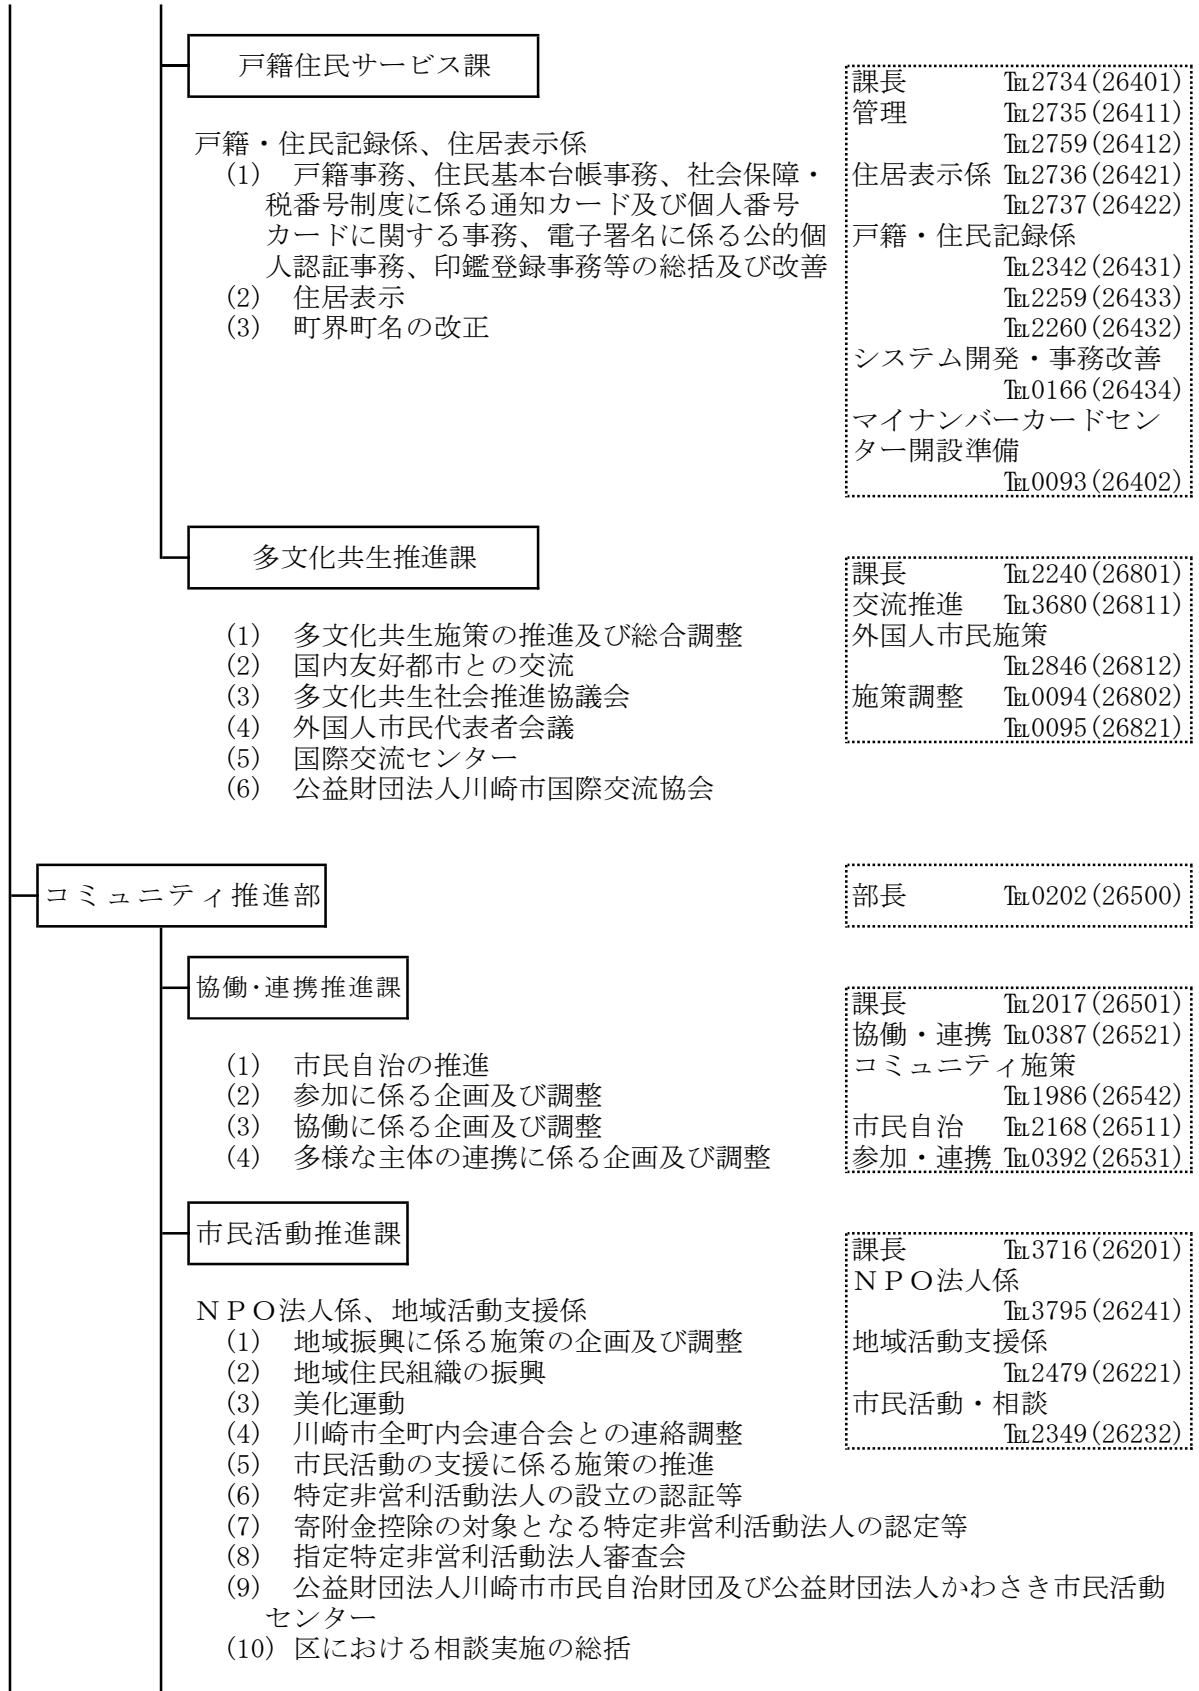 戸籍住民サービス課
課長 ℡2734(26401)
管理 ℡2735(26411)
℡2759(26412)
住居表示係 ℡2736(26421)
℡2737(26422)
戸籍・住民記録係
℡2342(26431)
℡2259(26433)
℡2260(26432)
システム開発・事務改善
℡0166(26434)
マイナンバーカードセン
ター開設準備
℡0093(26402)
戸籍・住民記録係、住居表示係
(1) 戸籍事務、住民基本台帳事務、社会保障・
税番号制度に係る通知カード及び個人番号
カードに関する事務、電子署名に係る公的個
人認証事務、印鑑登録事務等の総括及び改善
(2) 住居表示
(3) 町界町名の改正
多文化共生推進課
課長 ℡2240(26801)
交流推進 ℡3680(26811)
外国人市民施策
℡2846(26812)
施策調整 ℡0094(26802)
℡0095(26821)
(1) 多文化共生施策の推進及び総合調整
(2) 国内友好都市との交流
(3) 多文化共生社会推進協議会
(4) 外国人市民代表者会議
(5) 国際交流センター
(6) 公益財団法人川崎市国際交流協会
コミュニティ推進部
部長 ℡0202(26500)
協働・連携推進課
課長 ℡2017(26501)
協働・連携 ℡0387(26521)
コミュニティ施策
℡1986(26542)
市民自治 ℡2168(26511)
参加・連携 ℡0392(26531)
(1) 市民自治の推進
(2) 参加に係る企画及び調整
(3) 協働に係る企画及び調整
(4) 多様な主体の連携に係る企画及び調整
市民活動推進課
課長 ℡3716(26201)
NPO法人係
℡3795(26241)
地域活動支援係
℡2479(26221)
市民活動・相談
℡2349(26232)
NPO法人係、地域活動支援係
(1) 地域振興に係る施策の企画及び調整
(2) 地域住民組織の振興
(3) 美化運動
(4) 川崎市全町内会連合会との連絡調整
(5) 市民活動の支援に係る施策の推進
(6) 特定非営利活動法人の設立の認証等
(7) 寄附金控除の対象となる特定非営利活動法人の認定等
(8) 指定特定非営利活動法人審査会
(9) 公益財団法人川崎市市民自治財団及び公益財団法人かわさき市民活動
センター
(10) 区における相談実施の総括